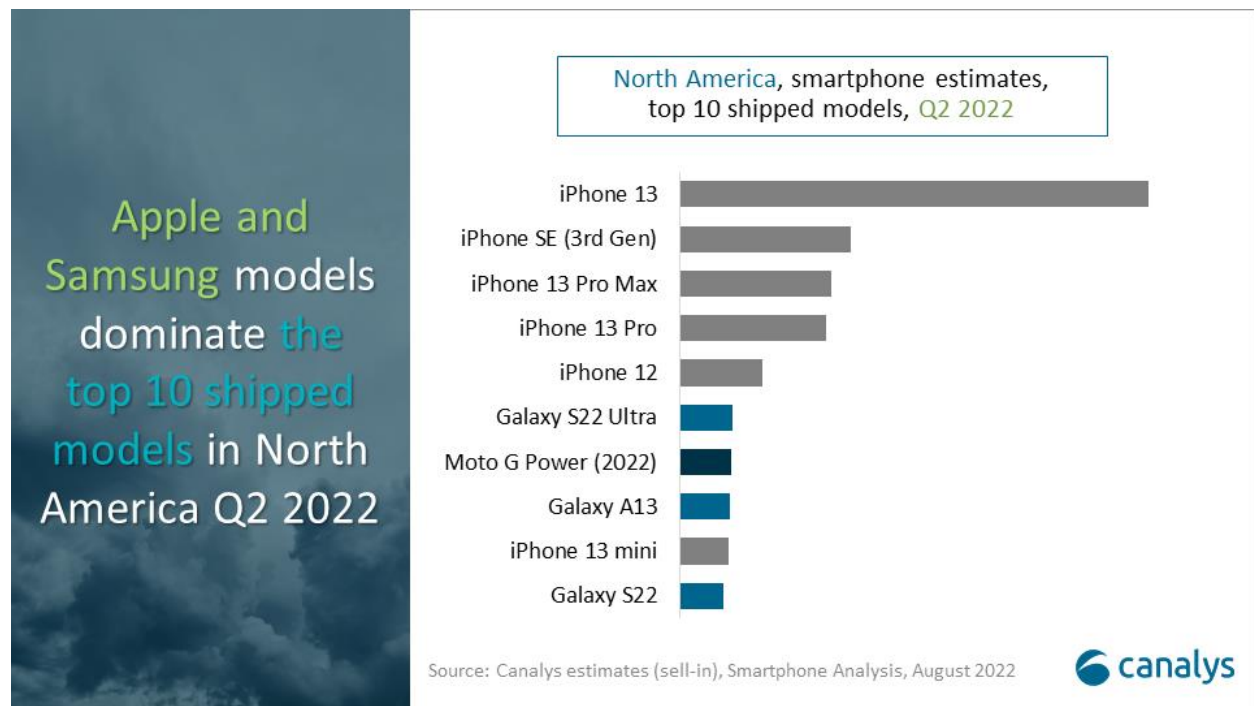 Apple and
Samsung models
dominate the
top 10 shipped
models in North
America Q2 2022
North America, smartphone estimates,
top 10 shipped models, Q2 2022
iPhone 13
iPhone SE (3rd Gen)
iPhone 13 Pro Max
iPhone 13 Pro
iPhone 12
Galaxy S22 Ultra
Moto G Power (2022)
Galaxy A13
iPhone 13 mini
Galaxy S22
Source: Canalys estimates (sell-in), Smartphone Analysis, August 2022
canalys